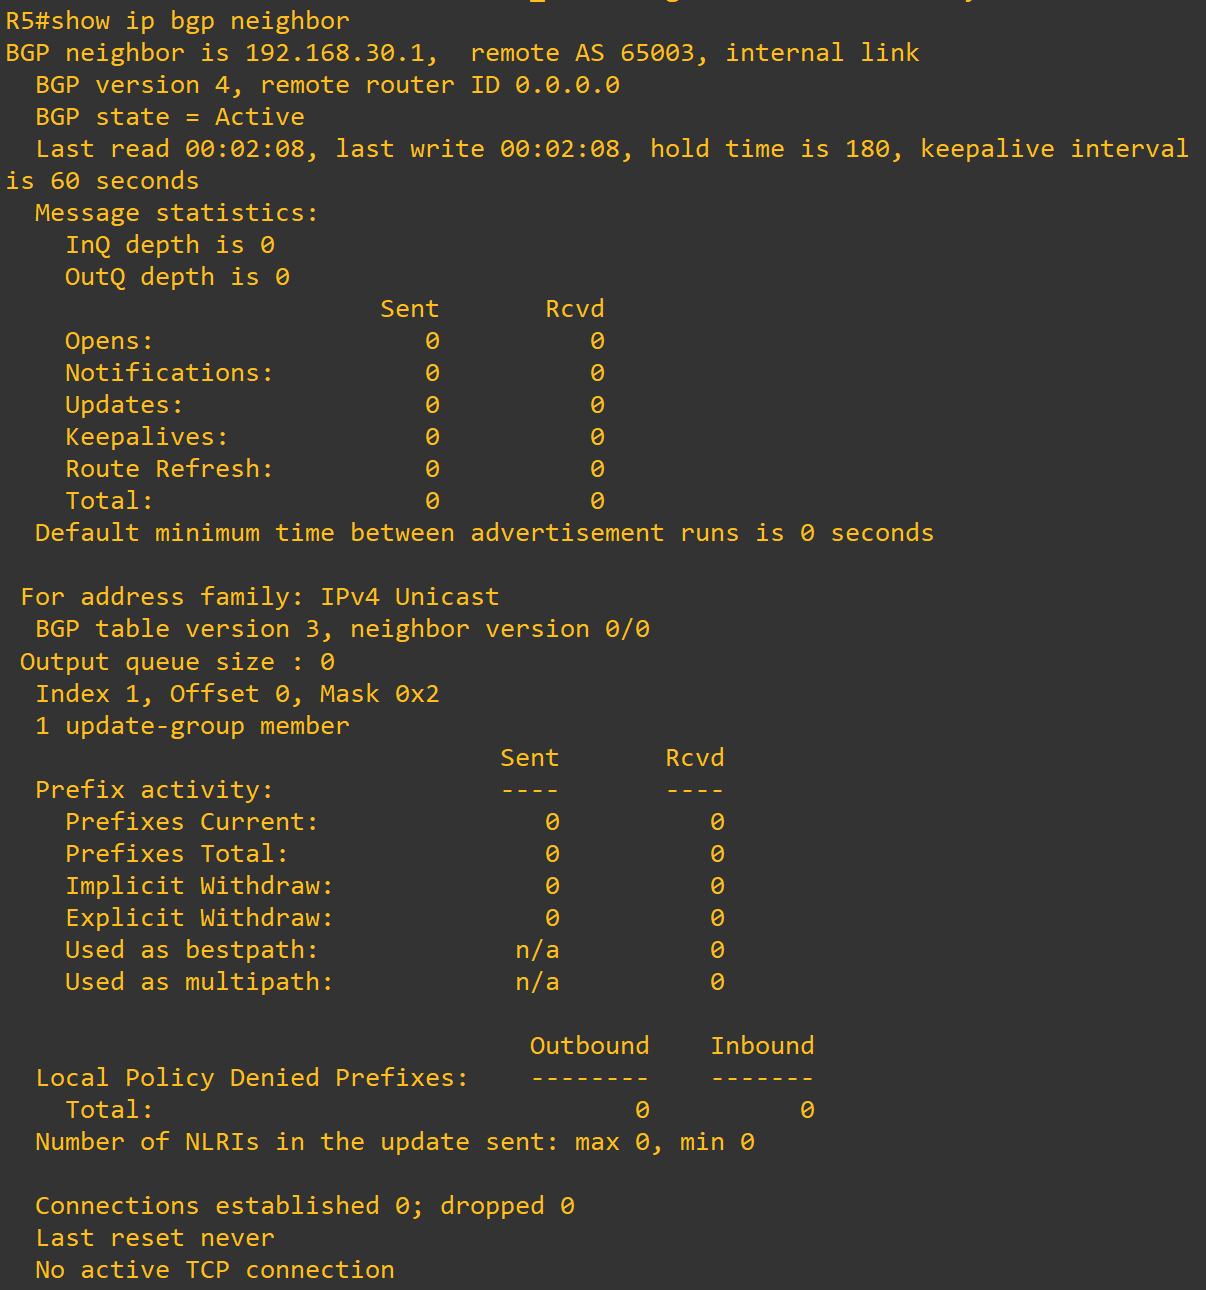 R5#show ip bgp neighbor
BGP neighbor is 192.168.30.1,  remote AS 65003, internal link
  BGP version 4, remote router ID 0.0.0.0
  BGP state = Active
  Last read 00:02:08, last write 00:02:08, hold time is 180, keepalive interval
is 60 seconds
  Message statistics:
    InQ depth is 0
    OutQ depth is 0
                         Sent       Rcvd
    Opens:                  0          0
    Notifications:          0          0
    Updates:                0          0
    Keepalives:             0          0
    Route Refresh:          0          0
    Total:                  0          0
  Default minimum time between advertisement runs is 0 seconds

 For address family: IPv4 Unicast
  BGP table version 3, neighbor version 0/0
 Output queue size : 0
  Index 1, Offset 0, Mask 0x2
  1 update-group member
                                 Sent       Rcvd
  Prefix activity:               ----       ----
    Prefixes Current:               0          0
    Prefixes Total:                 0          0
    Implicit Withdraw:              0          0
    Explicit Withdraw:              0          0
    Used as bestpath:             n/a          0
    Used as multipath:            n/a          0

                                   Outbound    Inbound
  Local Policy Denied Prefixes:    --------    -------
    Total:                                0          0
  Number of NLRIs in the update sent: max 0, min 0

  Connections established 0; dropped 0
  Last reset never
  No active TCP connection